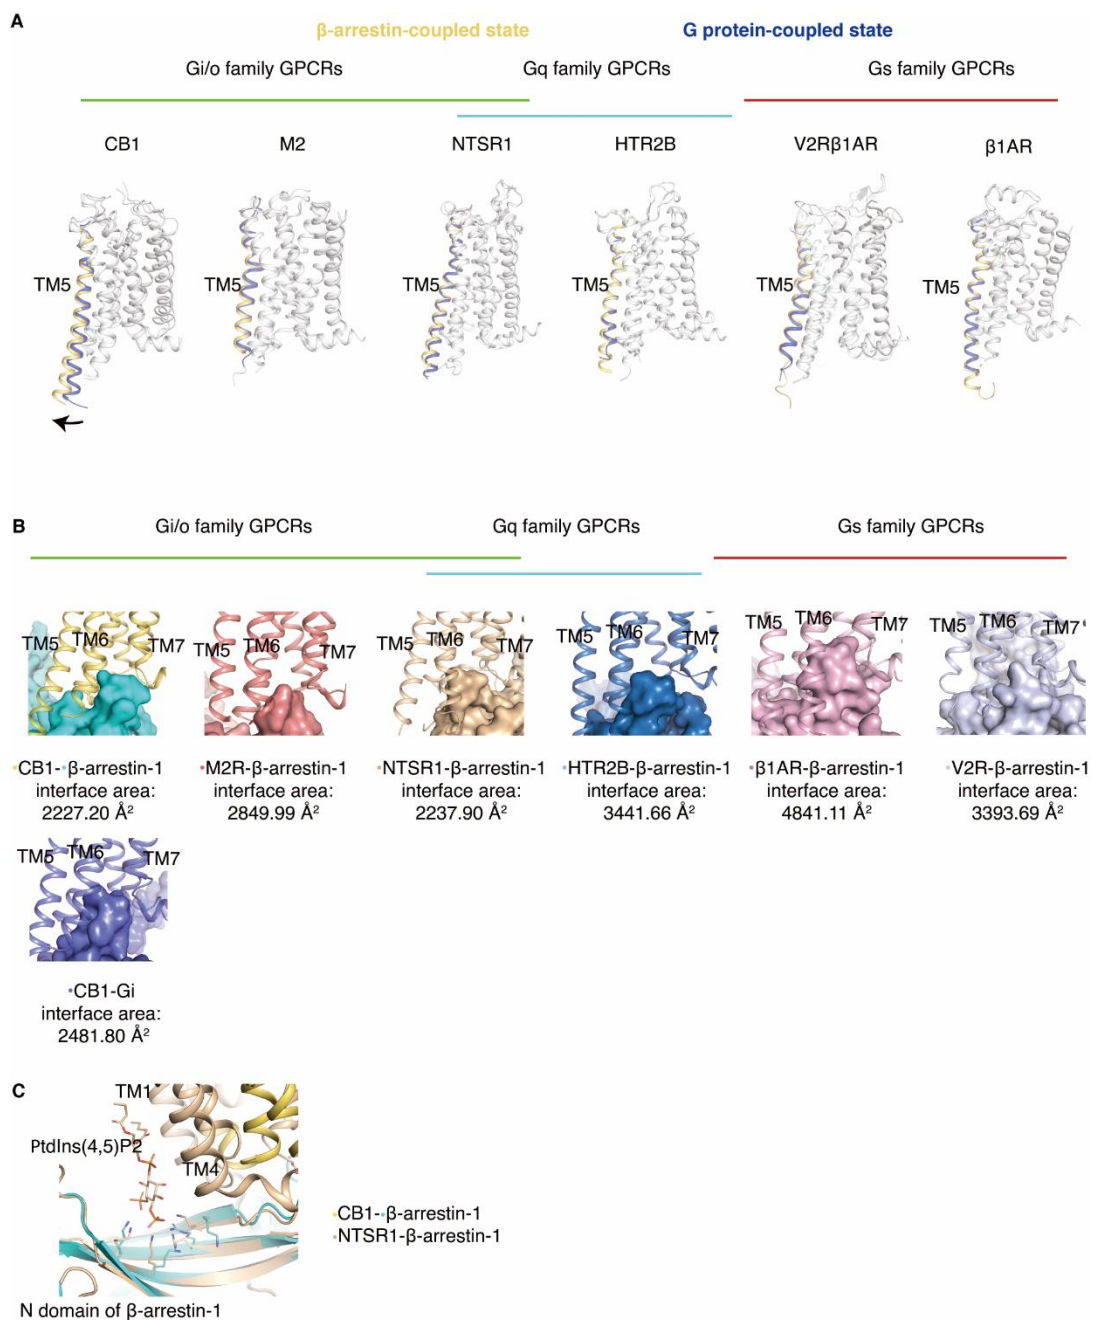 A
β-arrestin-coupled state G protein-coupled state
Gi/o family GPCRs Gq family GPCRs Gs family GPCRs
CB1 M2 NTSR1 HTR2B V2Rβ1AR β1AR
TM5 TM5 TM5 TM5 TM5 TM5
B
Gi/o family GPCRs Gq family GPCRs Gs family GPCRs
TM5 TM6 TM7 TM5 TM6 TM7 TM5 TM6 TM7 TM5 TM6 TM7 TM5 TM6 TM7 TM5 TM6 TM7
•CB1-•β-arrestin-1 •M2R-β-arrestin-1 •NTSR1-β-arrestin-1 •HTR2B-β-arrestin-1 •β1AR-β-arrestin-1 •V2R-β-arrestin-1
interface area: interface area: interface area: interface area: interface area: interface area:
2227.20 Å² 2849.99 Å² 2237.90 Å² 3441.66 Å² 4841.11 Å² 3393.69 Å²
TM5 TM6 TM7
•CB1-Gi
interface area:
2481.80 Å²
C
TM1
PtdIns(4,5)P2
TM4
•CB1-•β-arrestin-1
•NTSR1-β-arrestin-1
N domain of β-arrestin-1